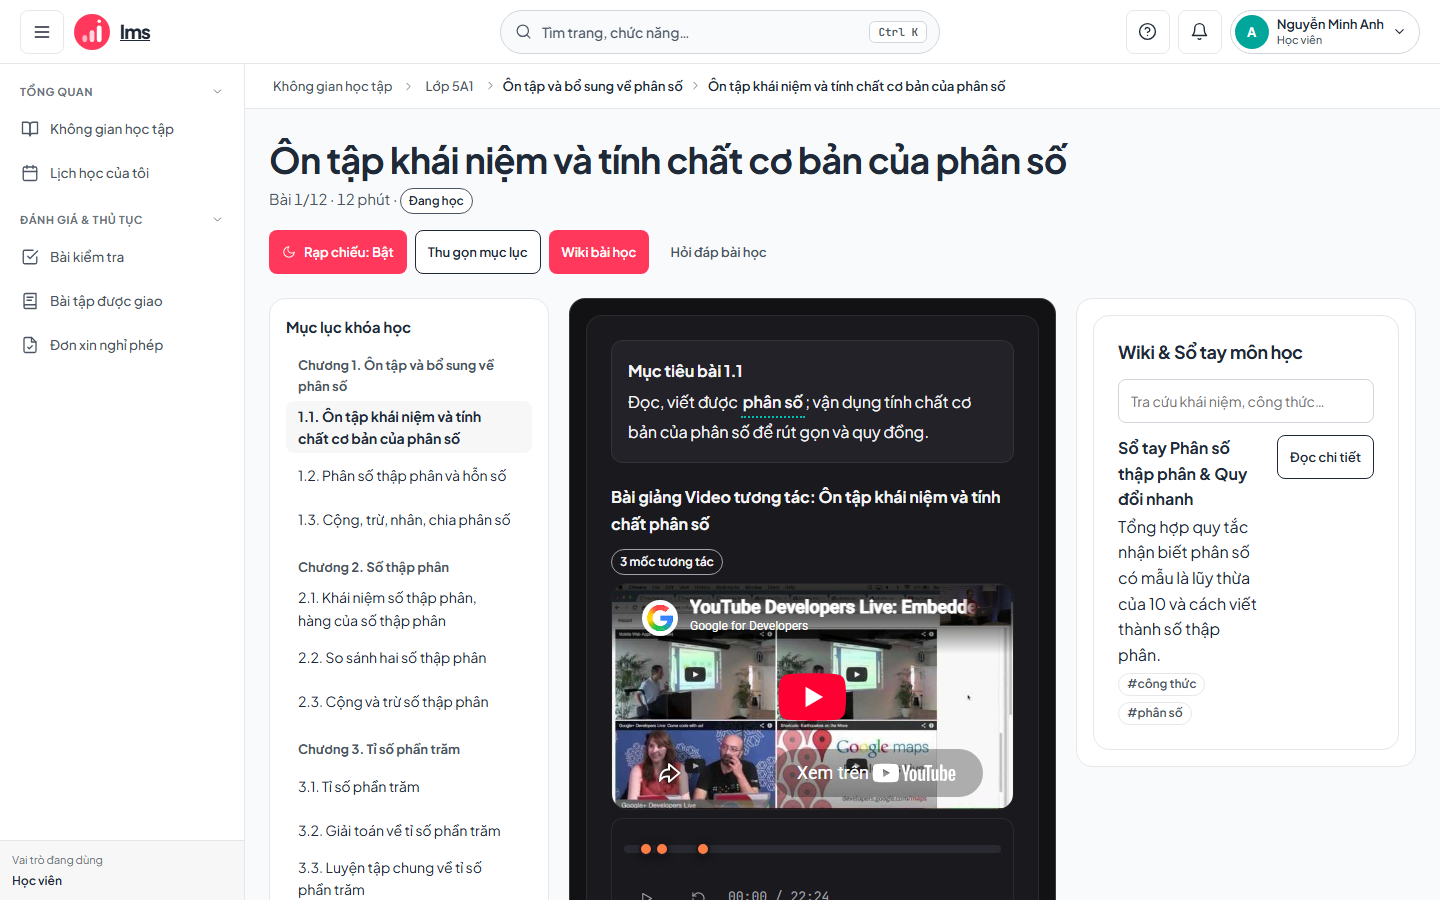 lms
Tìm trang, chức năng...
Ctrl K
A
Nguyễn Minh Anh
Học viên
TỔNG QUAN
Không gian học tập
Lịch học của tôi
ĐÁNH GIÁ & THỦ TỤC
Bài kiểm tra
Bài tập được giao
Đơn xin nghỉ phép
Vai trò đang dùng
Học viên
Không gian học tập
Lớp 5A1
Ôn tập và bổ sung về phân số
Ôn tập khái niệm và tính chất cơ bản của phân số
Ôn tập khái niệm và tính chất cơ bản của phân số
Bài 1/12 · 12 phút · Đang học
Rạp chiếu: Bật
Thu gọn mục lục
Wiki bài học
Hỏi đáp bài học
Mục lục khóa học
Chương 1. Ôn tập và bổ sung về
phân số
1.1. Ôn tập khái niệm và tính
chất cơ bản của phân số
1.2. Phân số thập phân và hỗn số
1.3. Cộng, trừ, nhân, chia phân số
Chương 2. Số thập phân
2.1. Khái niệm số thập phân,
hàng của số thập phân
2.2. So sánh hai số thập phân
2.3. Cộng và trừ số thập phân
Chương 3. Tỉ số phần trăm
3.1. Tỉ số phần trăm
3.2. Giải toán về tỉ số phần trăm
3.3. Luyện tập chung về tỉ số
phần trăm
Mục tiêu bài 1.1
Đọc, viết được phân số; vận dụng tính chất cơ
bản của phân số để rút gọn và quy đồng.
Bài giảng Video tương tác: Ôn tập khái niệm và tính
chất phân số
3 mốc tương tác
YouTube Developers Live: Embedde
Google for Developers
Google maps
Xem trên YouTube
developers.google.com/maps
Google+ Developers Live
00:00 / 22:24
Wiki & Sổ tay môn học
Tra cứu khái niệm, công thức...
Sổ tay Phân số
thập phân & Quy
đổi nhanh
Đọc chi tiết
Tổng hợp quy tắc
nhận biết phân số
có mẫu là lũy thừa
của 10 và cách viết
thành số thập
phân.
#công thức
#phân số